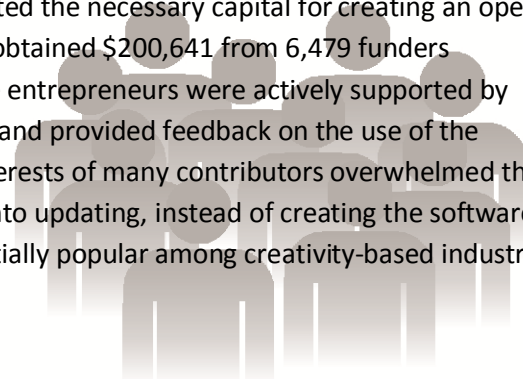 ted the necessary capital for creating an ope
obtained $200,641 from 6,479 funders
entrepreneurs were actively supported by
and provided feedback on the use of the
erests of many contributors overwhelmed th
to updating, instead of creating the software
tially popular among creativity-based industr